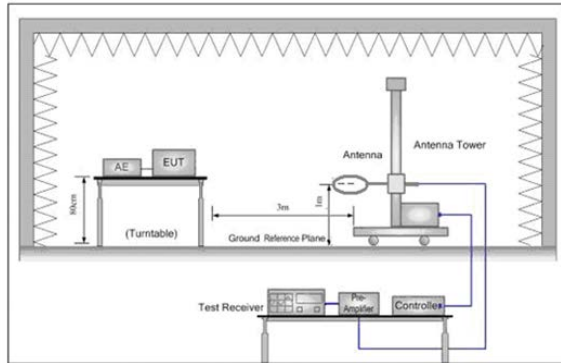 Antenna
Antenna Tower
AE
EUT
80cm
(Turntable)
3m
1m
Ground Reference Plane
Test Receiver
Pre-
Amplifier
Controller